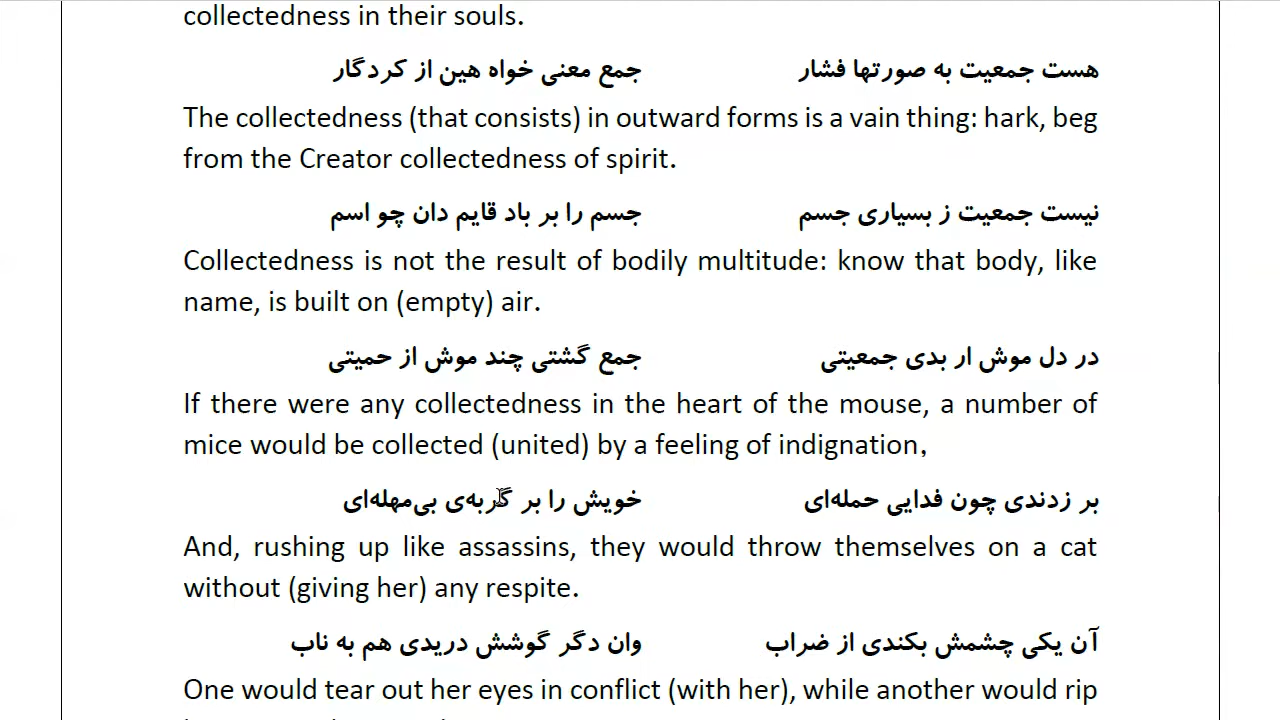 collectedness in their souls.
هست جمعیت به صورتها فشار جمع معنی خواه هین از کردگار
The collectedness (that consists) in outward forms is a vain thing: hark, beg
from the Creator collectedness of spirit.
نیست جمعیت ز بسیاری جسم جسم را بر باد قایم دان چو اسم
Collectedness is not the result of bodily multitude: know that body, like
name, is built on (empty) air.
در دل موش ار بدی جمعیتی جمع گشتی چند موش از حمیتی
If there were any collectedness in the heart of the mouse, a number of
mice would be collected (united) by a feeling of indignation,
بر زدندی چون فدایی حمله‌ای خویش را بر گربه‌ی بی‌مهله‌ای
And, rushing up like assassins, they would throw themselves on a cat
without (giving her) any respite.
آن یکی چشمش بکندی از ضراب وان دگر گوشش دریدی هم به ناب
One would tear out her eyes in conflict (with her), while another would rip